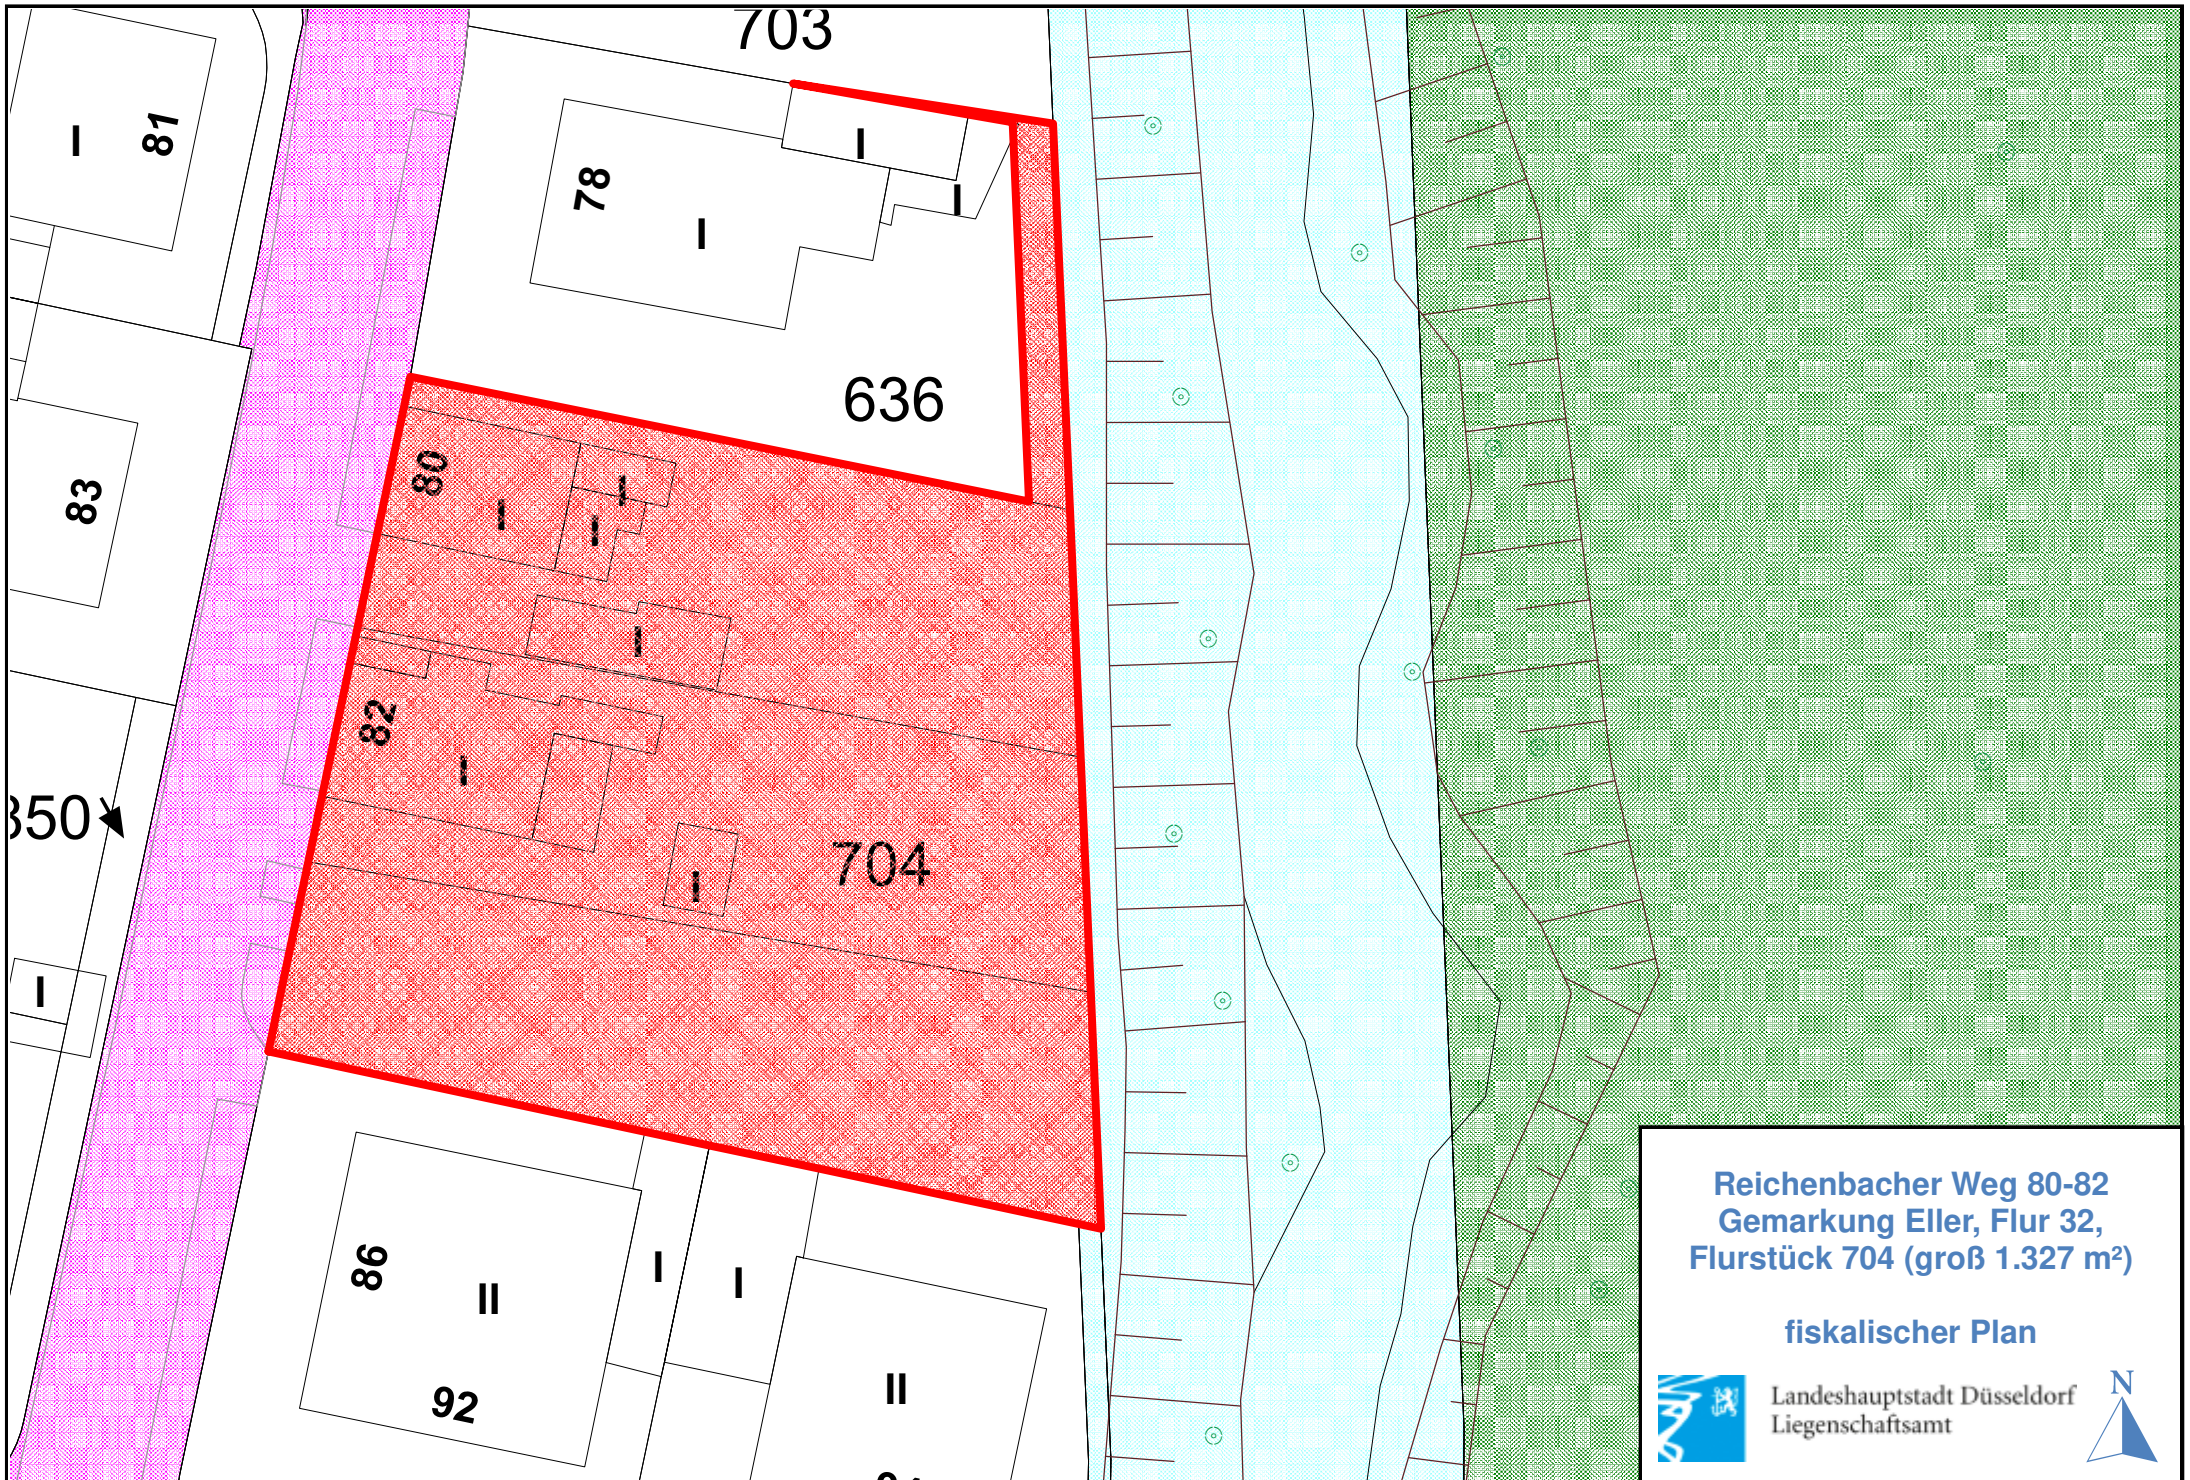 703
I
81
I
78
I
I
636
80
I
I
I
83
I
82
I
704
I
I
86
II
I
I
92
II
Reichenbacher Weg 80-82
Gemarkung Eller, Flur 32,
Flurstück 704 (groß 1.327 m²)
fiskalischer Plan
Landeshauptstadt Düsseldorf
Liegenschaftsamt
N